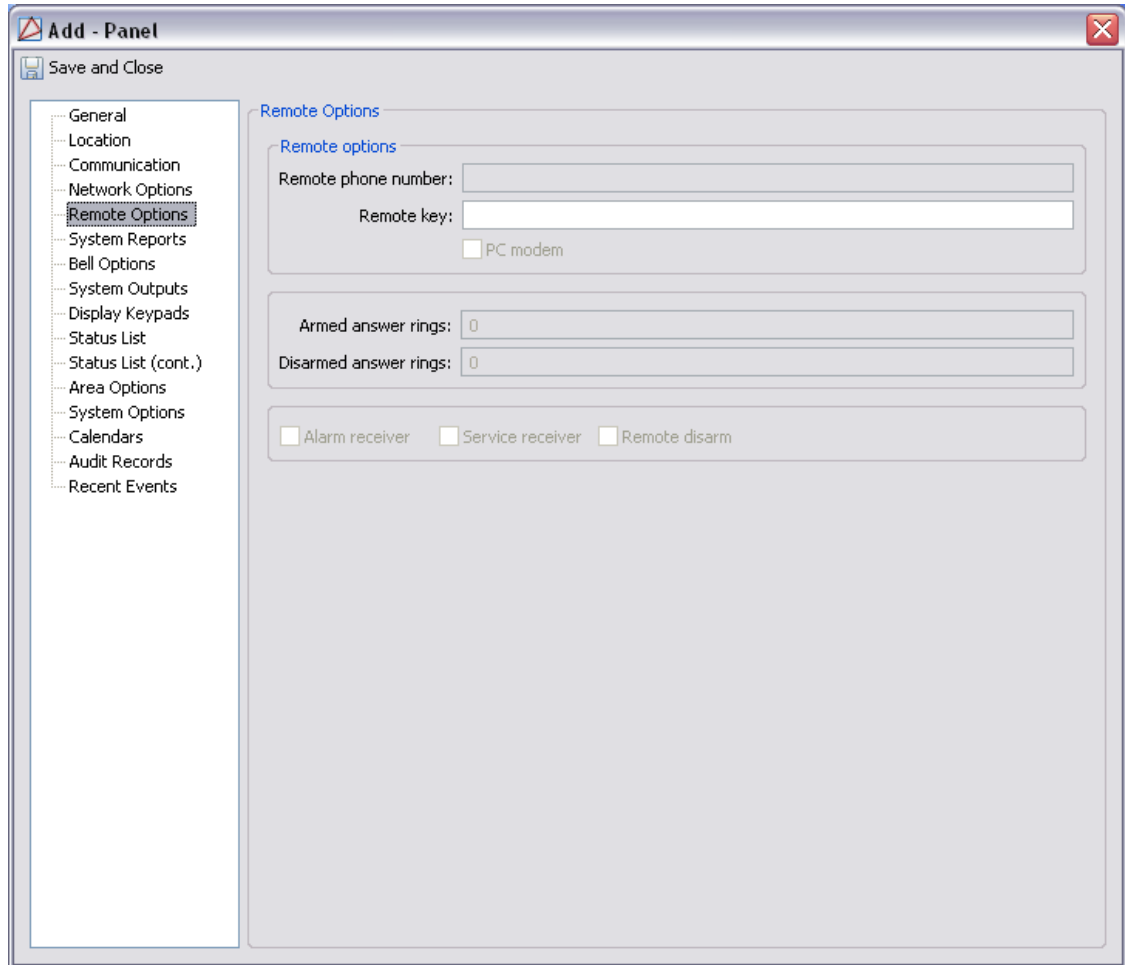 Add - Panel
Save and Close
General
Location
Communication
Network Options
Remote Options
System Reports
Bell Options
System Outputs
Display Keypads
Status List
Status List (cont.)
Area Options
System Options
Calendars
Audit Records
Recent Events
Remote Options
Remote options
Remote phone number:
Remote key:
PC modem
Armed answer rings: 0
Disarmed answer rings: 0
Alarm receiver Service receiver Remote disarm